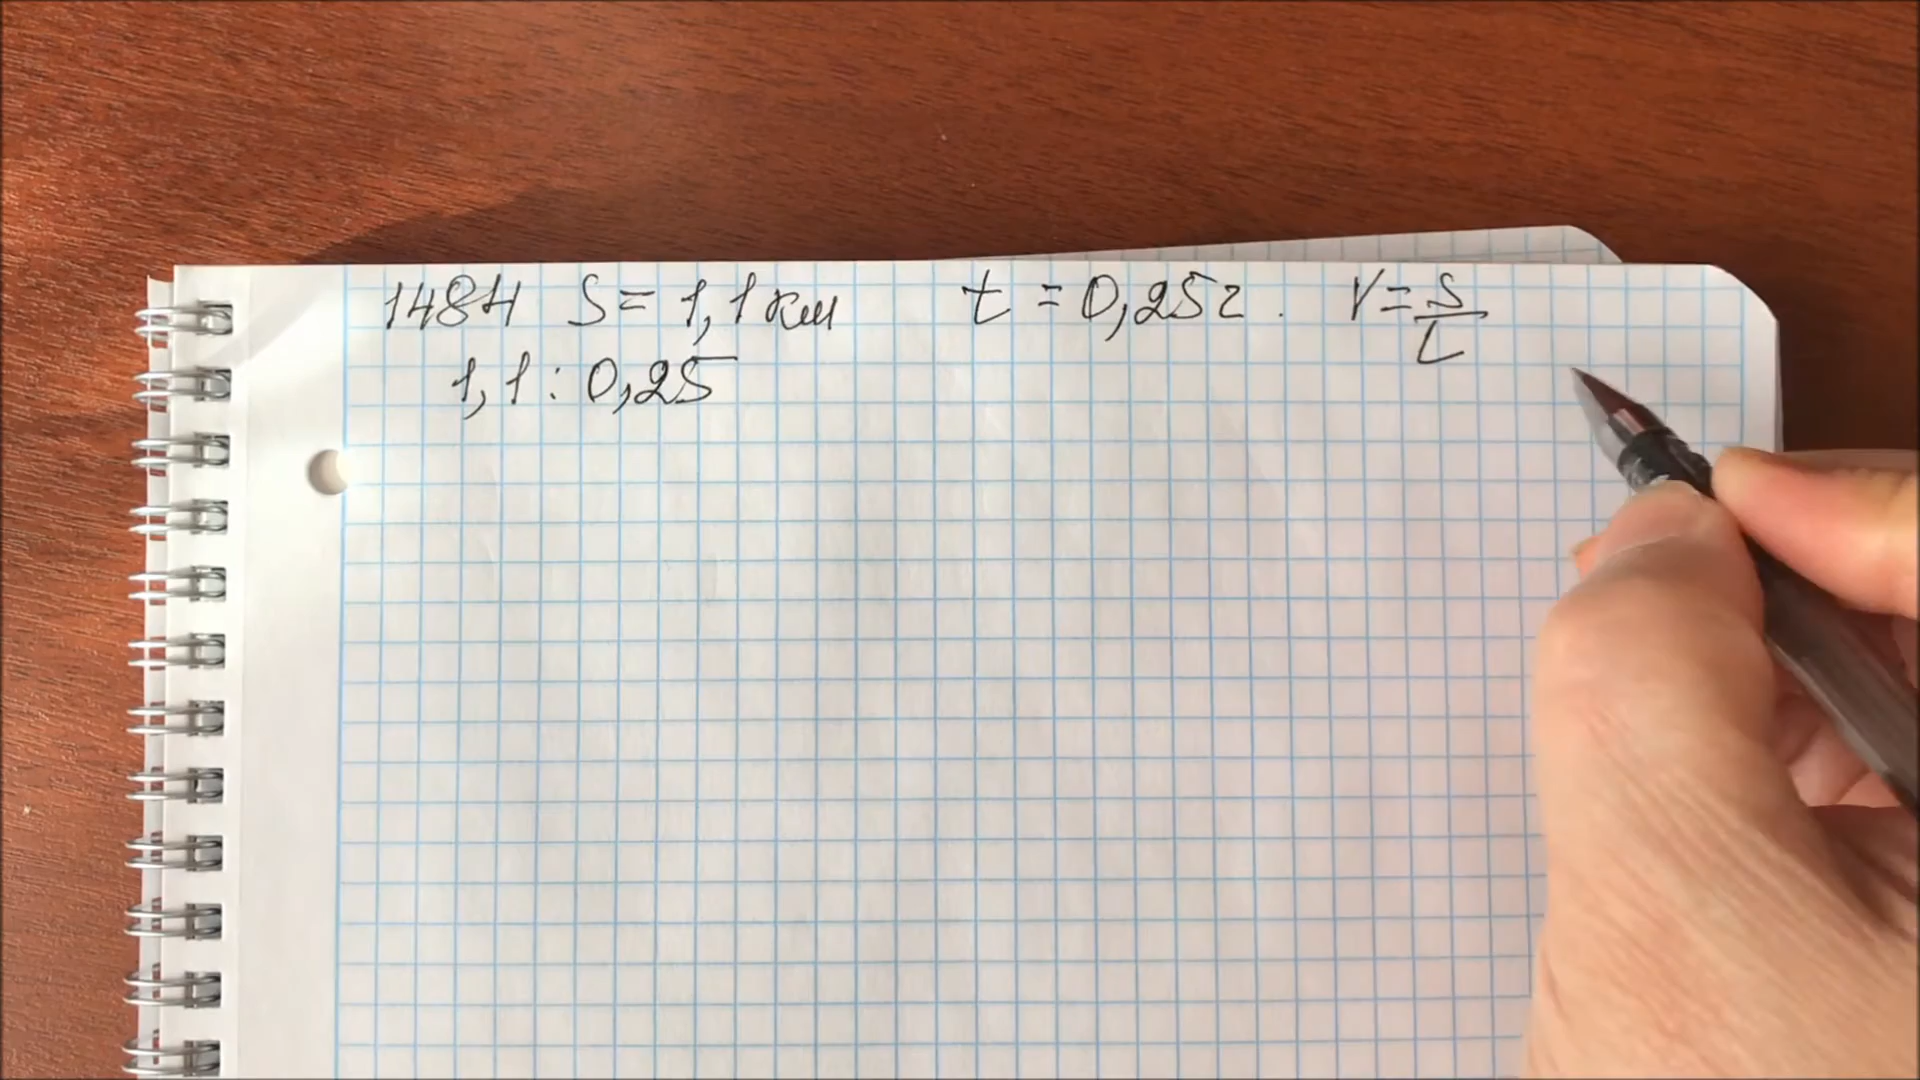 1484 S = 1,1 км t = 0,25 г. V = S/t
1,1 : 0,25